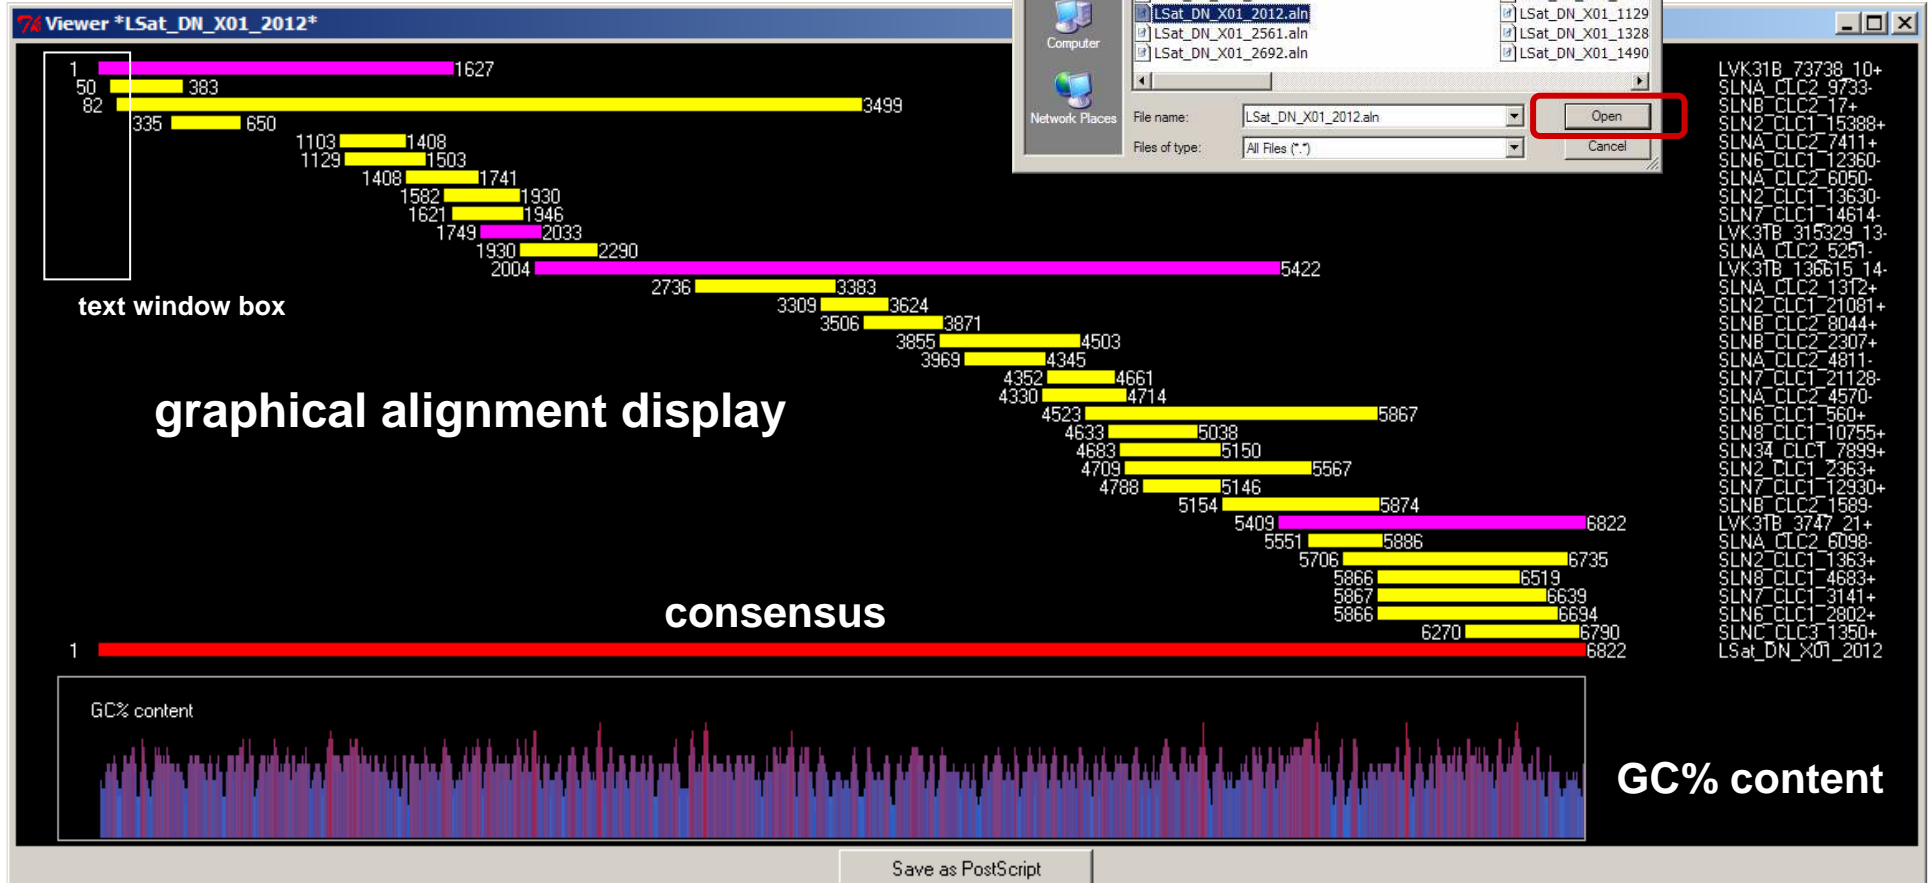 Viewer *LSat_DN_X01_2012*
Computer
Network Places
LSat_DN_X01_2012.aln
LSat_DN_X01_2561.aln
LSat_DN_X01_2692.aln
LSat_DN_X01_1129
LSat_DN_X01_1328
LSat_DN_X01_1490
File name:
LSat_DN_X01_2012.aln
Open
Files of type:
All Files (*.*)
Cancel
1 1627 LVK31B_73738_10+
50 383 SLNA_CLC2_9733-
82 3499 SLNB_CLC2_17+
335 650 SLN2_CLC1_15388+
1103 1408 SLNA_CLC2_7411+
1129 1503 SLN6_CLC1_12360-
1408 1741 SLNA_CLC2_6050-
1582 1930 SLN2_CLC1_13630-
1621 1946 SLN7_CLC1_14614-
1749 2033 LVK31B_315329_13-
1930 2290 SLNA_CLC2_5251-
2004 5422 LVK31B_136615_14-
2736 3383 SLNA_CLC2_1312+
3309 3624 SLN2_CLC1_21081+
3506 3871 SLNB_CLC2_8044+
3855 4503 SLNB_CLC2_2307+
3969 4345 SLNA_CLC2_4811-
4352 4661 SLN7_CLC1_21128-
4330 4714 SLNA_CLC2_4570-
4523 5867 SLN6_CLC1_560+
4633 5038 SLN8_CLC1_10755+
4683 5150 SLN34_CLC1_7899+
4709 5567 SLN2_CLC1_2363+
4788 5146 SLN7_CLC1_12930+
5154 5874 SLNB_CLC2_1589-
5409 6822 LVK31B_3747_21+
5551 5886 SLNA_CLC2_6098-
5706 6735 SLN2_CLC1_1363+
5866 6519 SLN8_CLC1_4683+
5867 6639 SLN7_CLC1_3141+
5866 6694 SLN6_CLC1_2802+
6270 6790 SLNC_CLC3_1350+
1 6822 LSat_DN_X01_2012
text window box
graphical alignment display
consensus
GC% content
GC% content
Save as PostScript